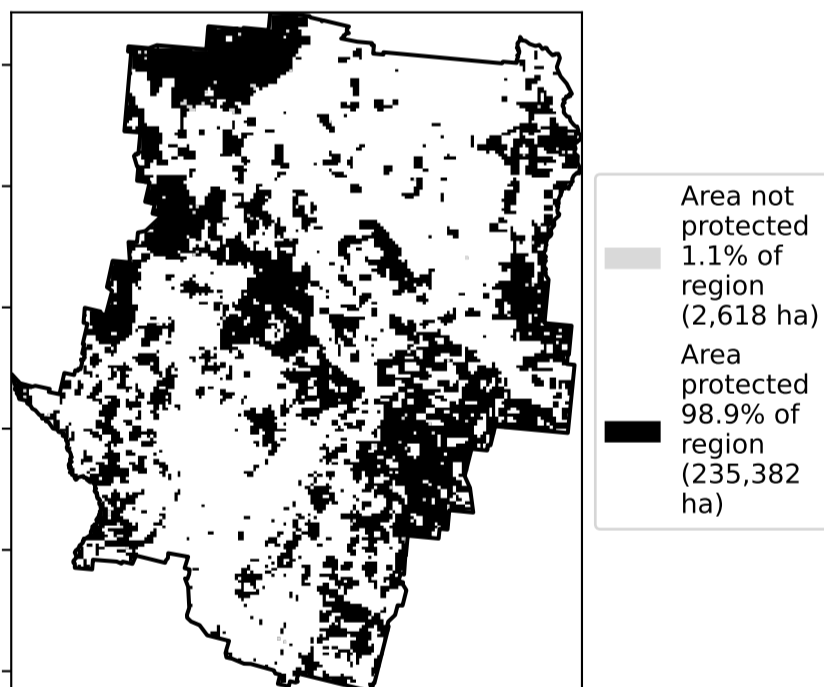 Area not
protected
1.1% of
region
(2,618 ha)
Area
protected
98.9% of
region
(235,382
ha)